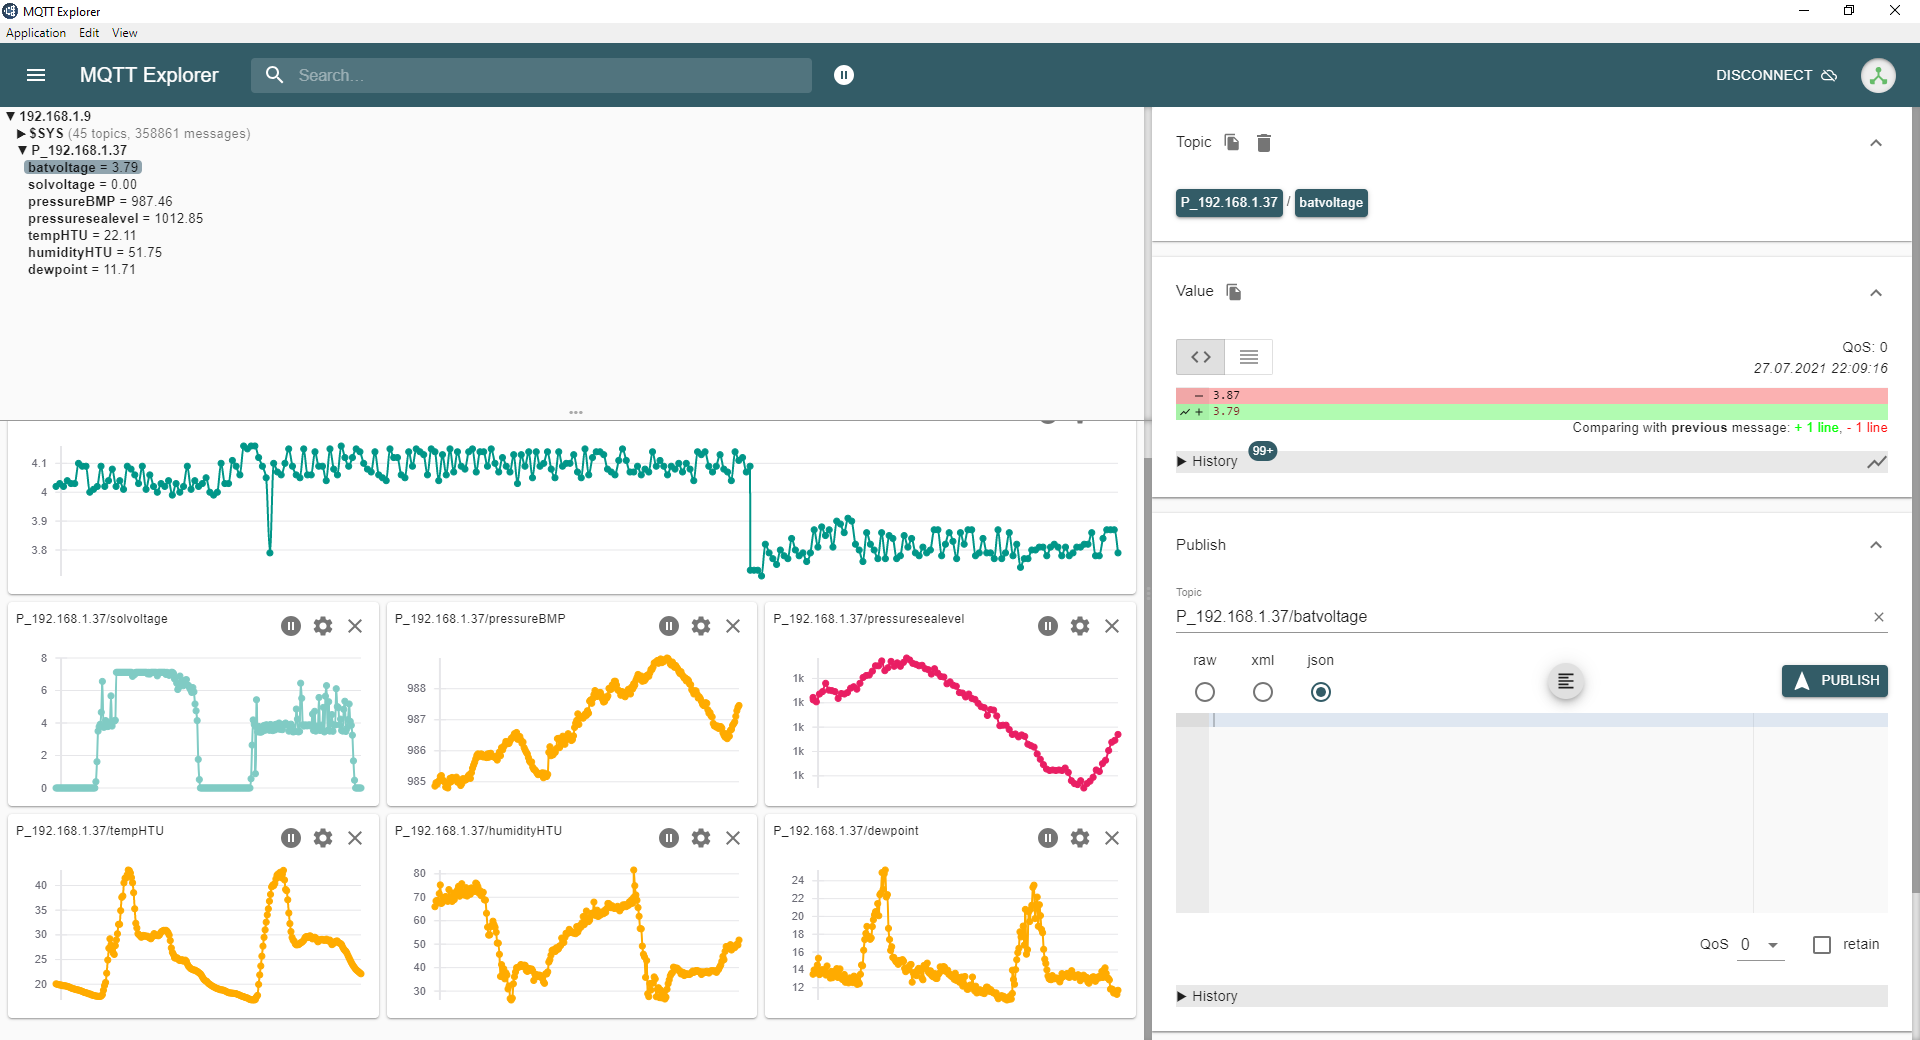 MQTT Explorer
Application Edit View
MQTT Explorer
Search...
DISCONNECT
▼ 192.168.1.9
▶ $SYS (45 topics, 358861 messages)
▼ P_192.168.1.37
batvoltage = 3.79
solvoltage = 0.00
pressureBMP = 987.46
pressuresealevel = 1012.85
tempHTU = 22.11
humidityHTU = 51.75
dewpoint = 11.71
4.1
4
3.9
3.8
P_192.168.1.37/solvoltage
8
6
4
2
0
P_192.168.1.37/pressureBMP
988
987
986
985
P_192.168.1.37/pressuresealevel
1k
1k
1k
1k
1k
P_192.168.1.37/tempHTU
40
35
30
25
20
P_192.168.1.37/humidityHTU
80
70
60
50
40
30
P_192.168.1.37/dewpoint
24
22
20
18
16
14
12
Topic
P_192.168.1.37 / batvoltage
Value
QoS: 0
27.07.2021 22:09:16
- 3.87
+ 3.79
Comparing with previous message: + 1 line, - 1 line
▶ History 99+
Publish
Topic
P_192.168.1.37/batvoltage
raw xml json
PUBLISH
QoS 0 retain
▶ History